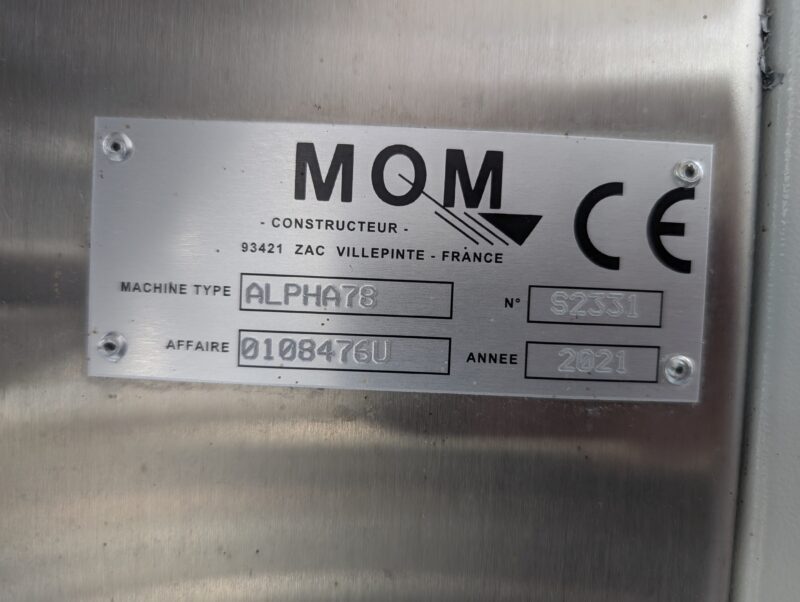 MOM
- CONSTRUCTEUR -
93421 ZAC VILLEPINTE - FRANCE
CE
MACHINE TYPE ALPHA78 N° S2331
AFFAIRE 0108476U ANNEE 2021